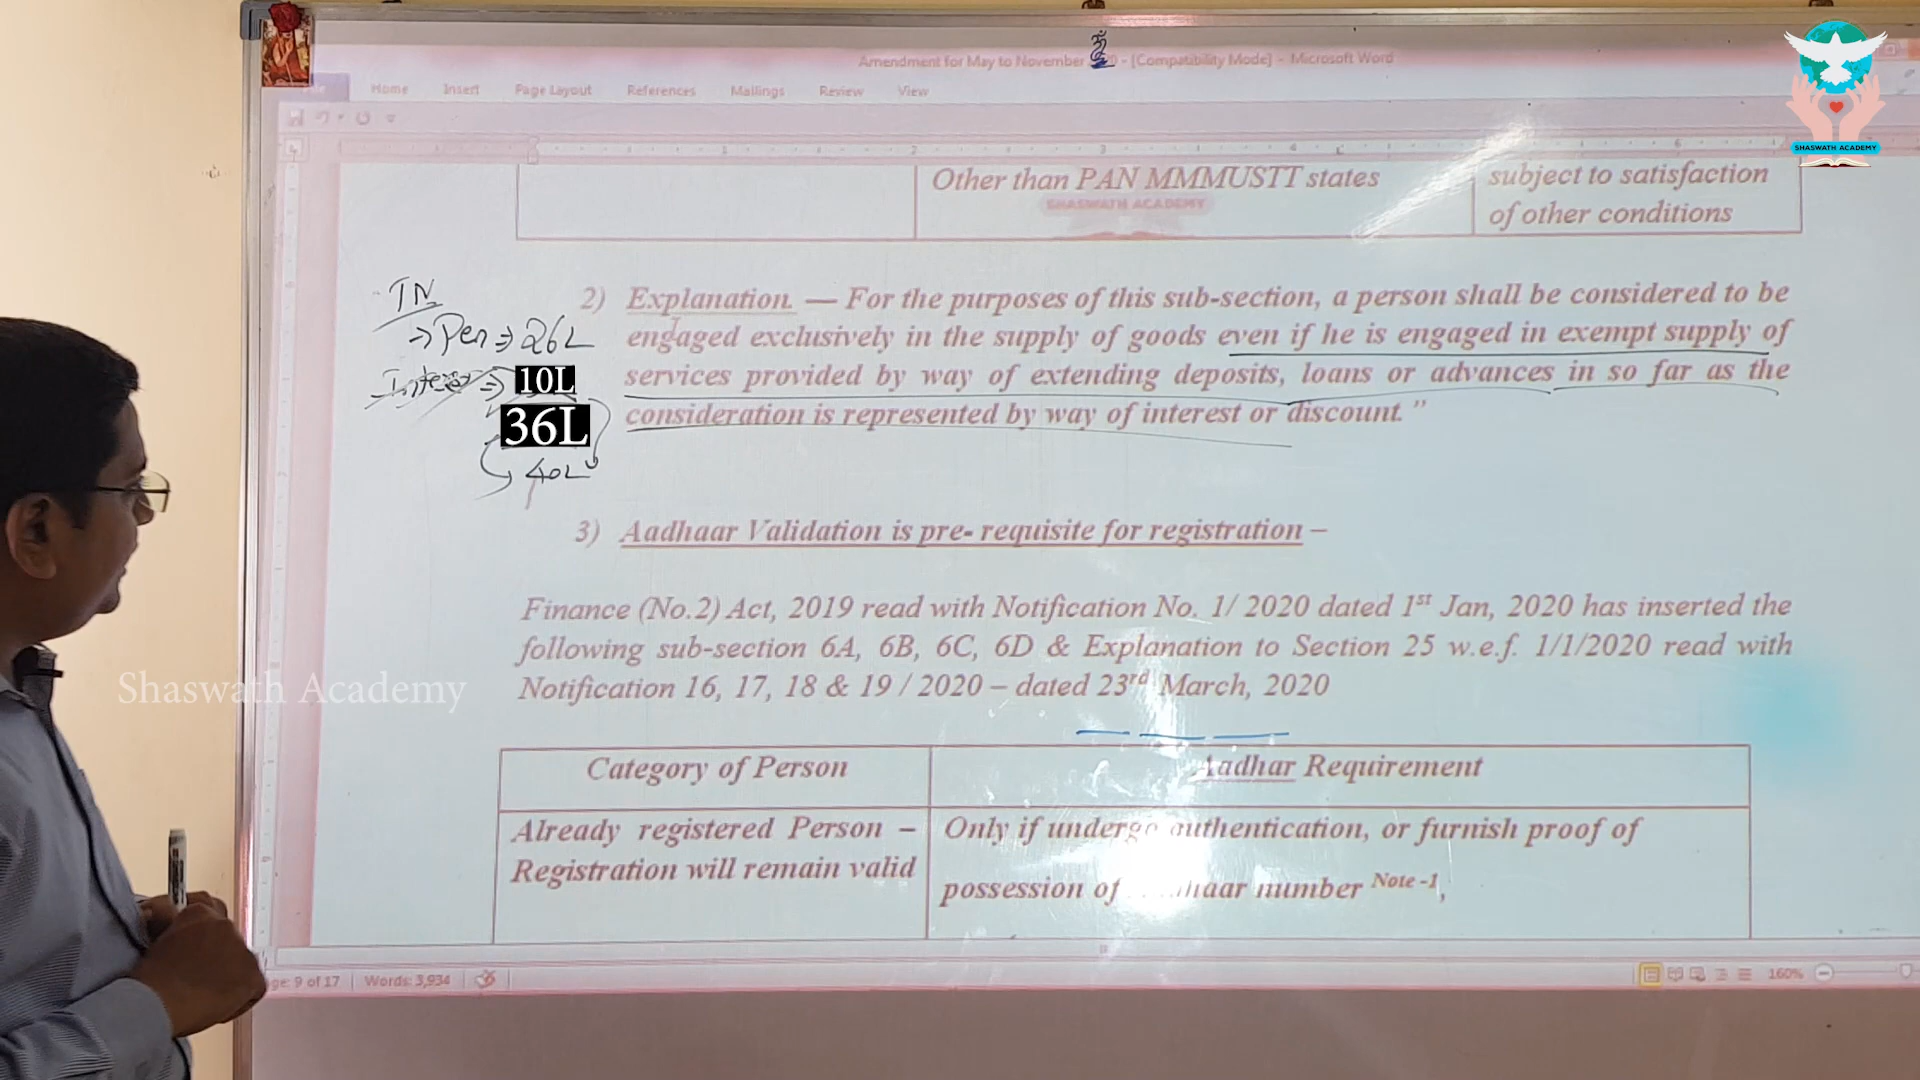 Amendment for May to November - [Compatibility Mode] - Microsoft Word
Home Insert Page Layout References Mailings Review View
SHASWATH ACADEMY
Other than PAN MMMUSTT states
SHASWATH ACADEMY
subject to satisfaction
of other conditions
TN
⇒ Pen ⇒ 26L
⇒ 10L
36L
40L
2) Explanation. — For the purposes of this sub-section, a person shall be considered to be
engaged exclusively in the supply of goods even if he is engaged in exempt supply of
services provided by way of extending deposits, loans or advances in so far as the
consideration is represented by way of interest or discount. ”
3) Aadhaar Validation is pre- requisite for registration –
Finance (No.2) Act, 2019 read with Notification No. 1/ 2020 dated 1st Jan, 2020 has inserted the
following sub-section 6A, 6B, 6C, 6D & Explanation to Section 25 w.e.f. 1/1/2020 read with
Notification 16, 17, 18 & 19 / 2020 – dated 23rd March, 2020
Shaswath Academy
Category of Person
Aadhar Requirement
Already registered Person –
Registration will remain valid
Only if undergo authentication, or furnish proof of
possession of number Note -1,
9 of 17 Words: 3,934
160%